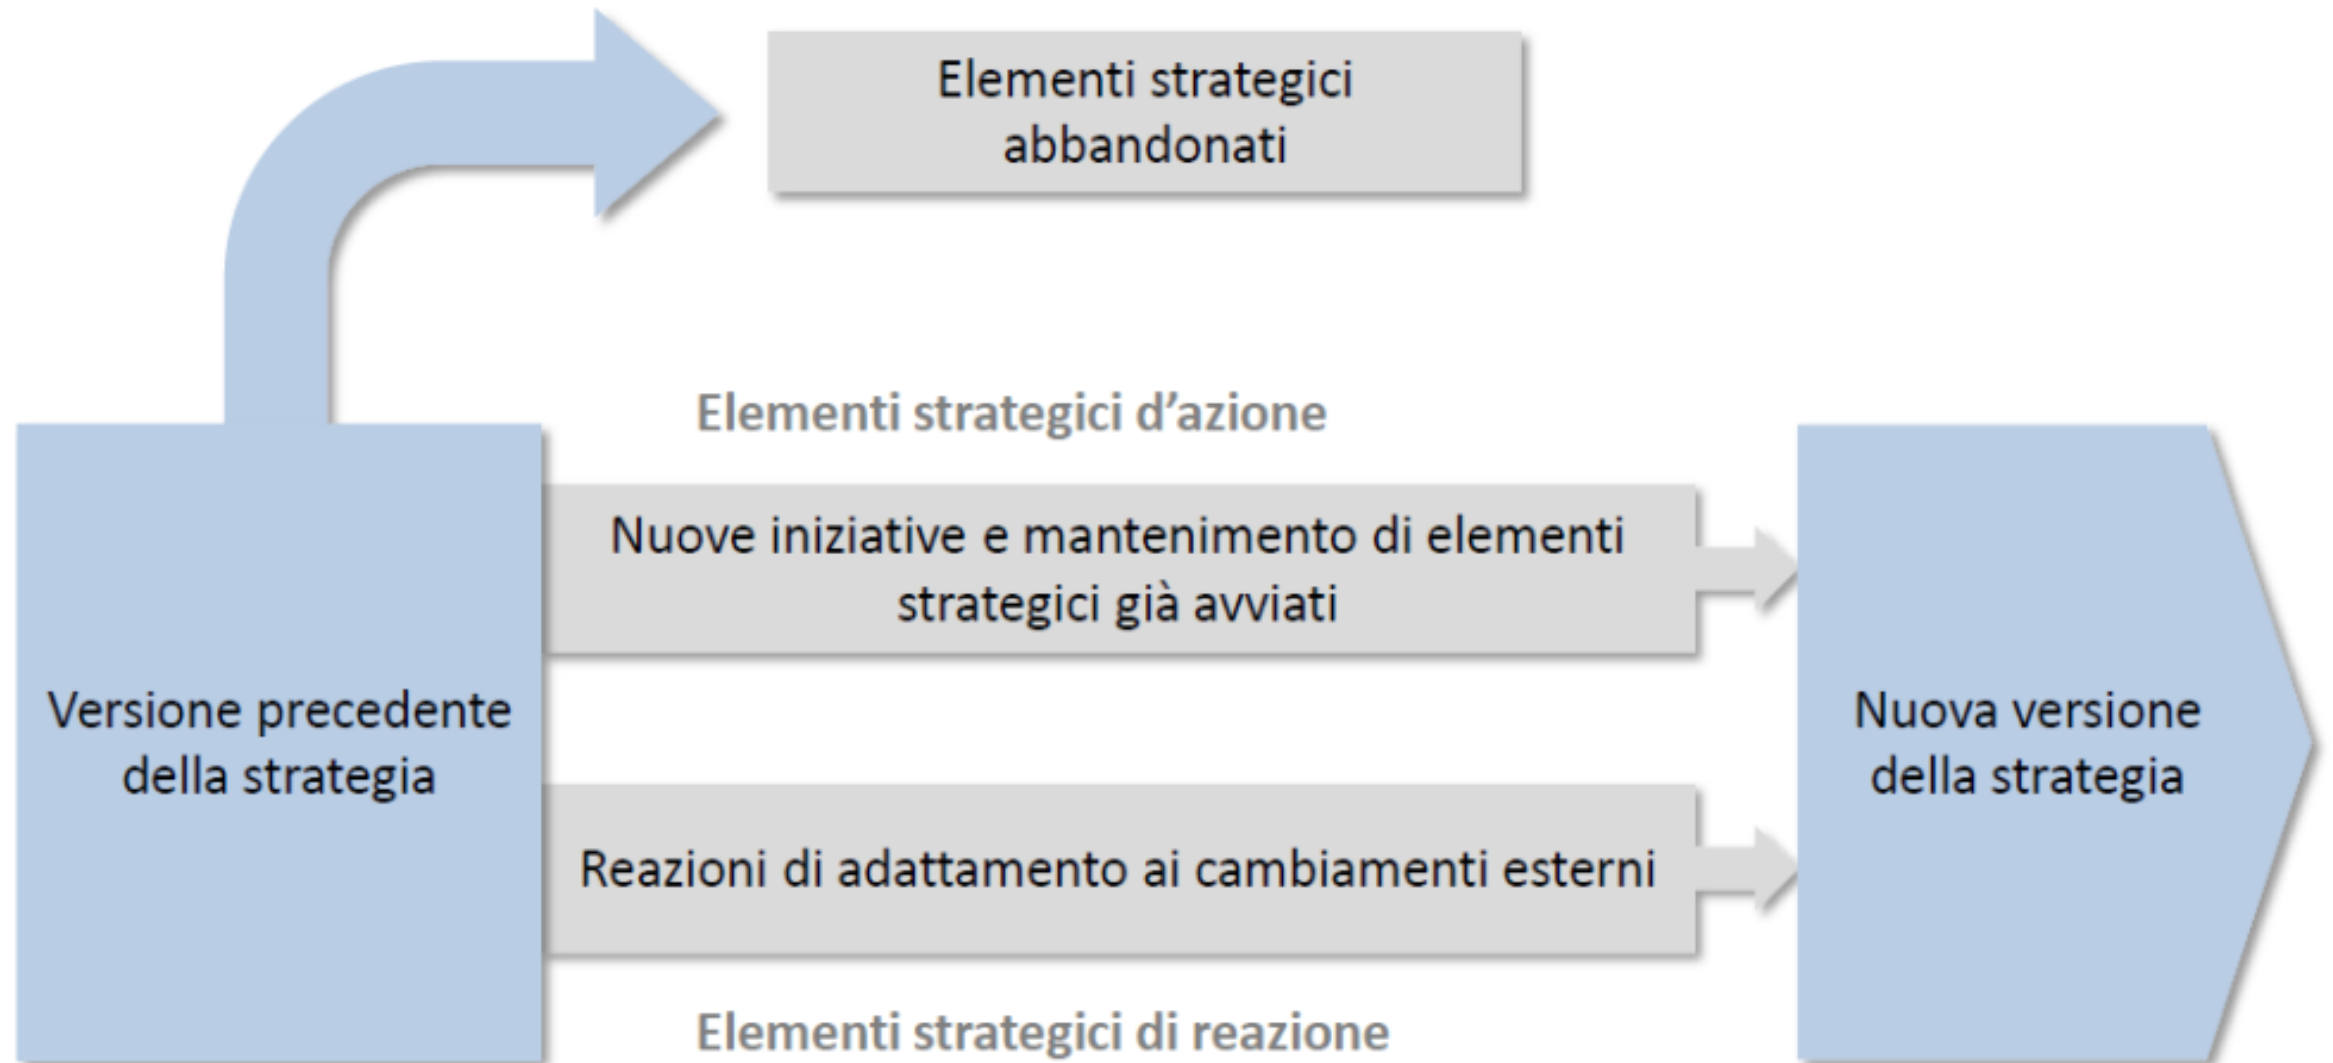 Elementi strategici
abbandonati
Elementi strategici d’azione
Nuove iniziative e mantenimento di elementi
strategici già avviati
Versione precedente
della strategia
Nuova versione
della strategia
Reazioni di adattamento ai cambiamenti esterni
Elementi strategici di reazione